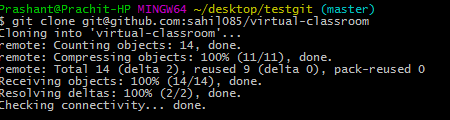 Prashant@Prachit-HP MINGW64 ~/desktop/testgit (master)
$ git clone git@github.com:sahil085/virtual-classroom
Cloning into 'virtual-classroom'...
remote: Counting objects: 14, done.
remote: Compressing objects: 100% (11/11), done.
remote: Total 14 (delta 2), reused 9 (delta 0), pack-reused 0
Receiving objects: 100% (14/14), done.
Resolving deltas: 100% (2/2), done.
Checking connectivity... done.